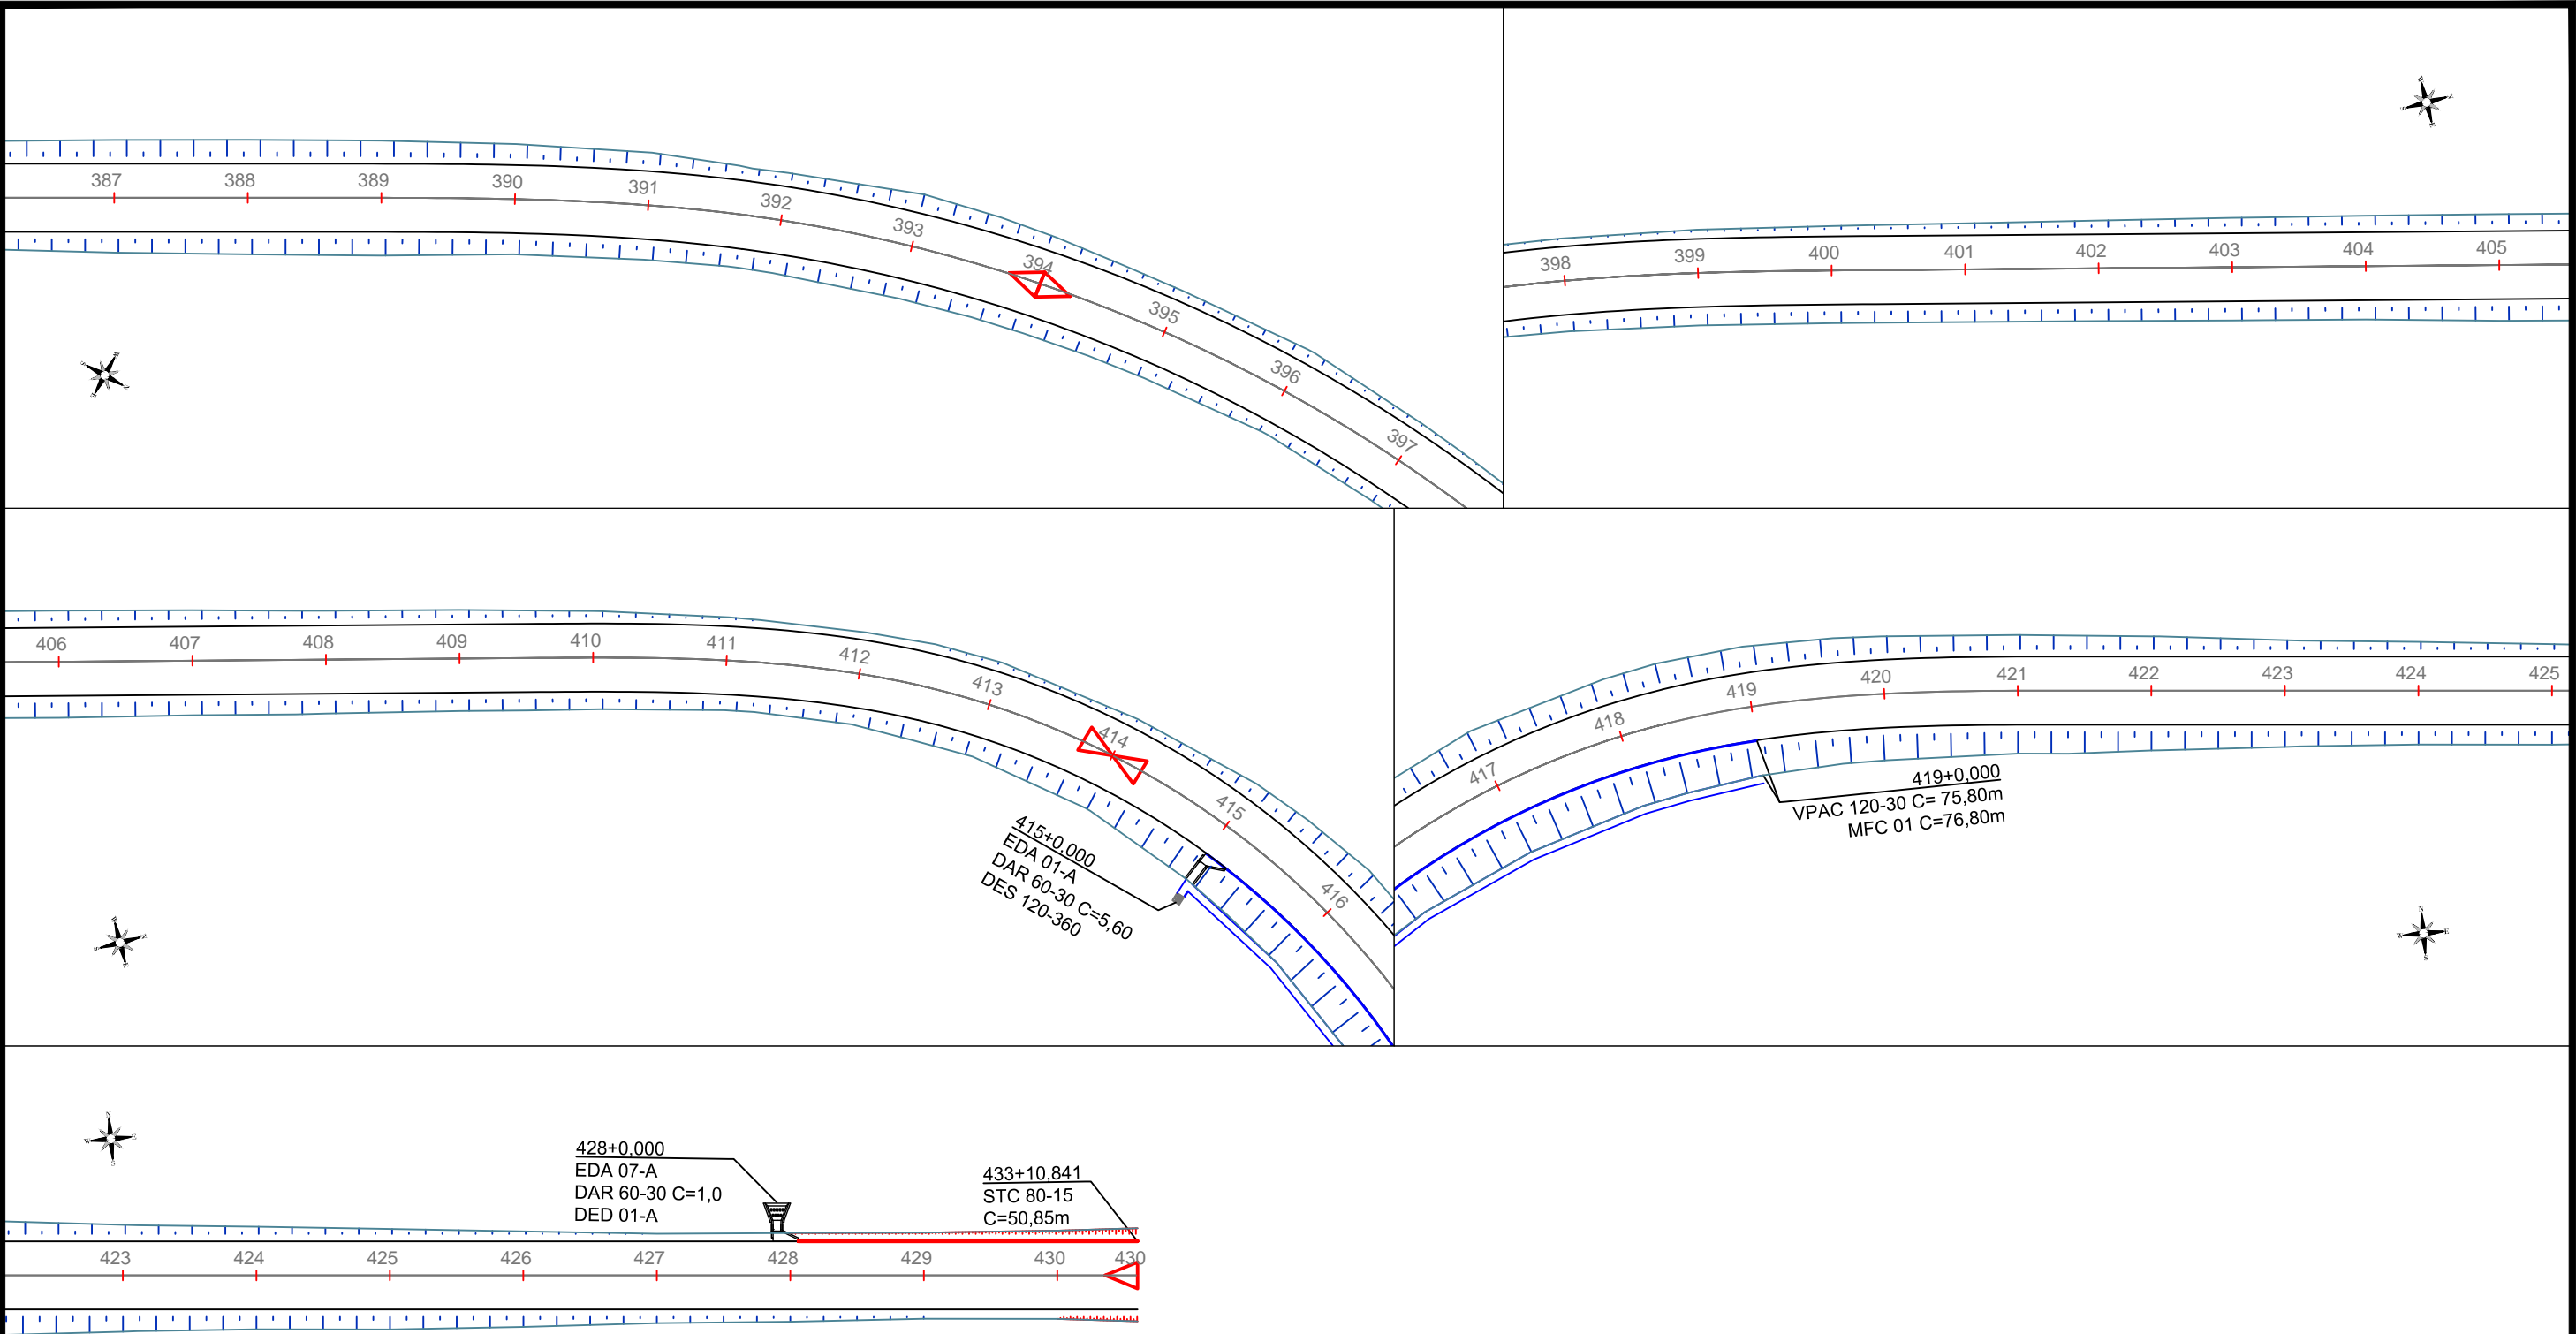 387 388 389 390 391 392 393 394 395 396 397
398 399 400 401 402 403 404 405
406 407 408 409 410 411 412 413 414 415 416
415+0,000
EDA 01-A
DAR 60-30 C=5,60
DES 120-360
417 418 419 420 421 422 423 424 425
419+0,000
VPAC 120-30 C= 75,80m
MFC 01 C=76,80m
N
E
S
428+0,000
EDA 07-A
DAR 60-30 C=1,0
DED 01-A
433+10,841
STC 80-15
C=50,85m
423 424 425 426 427 428 429 430 430